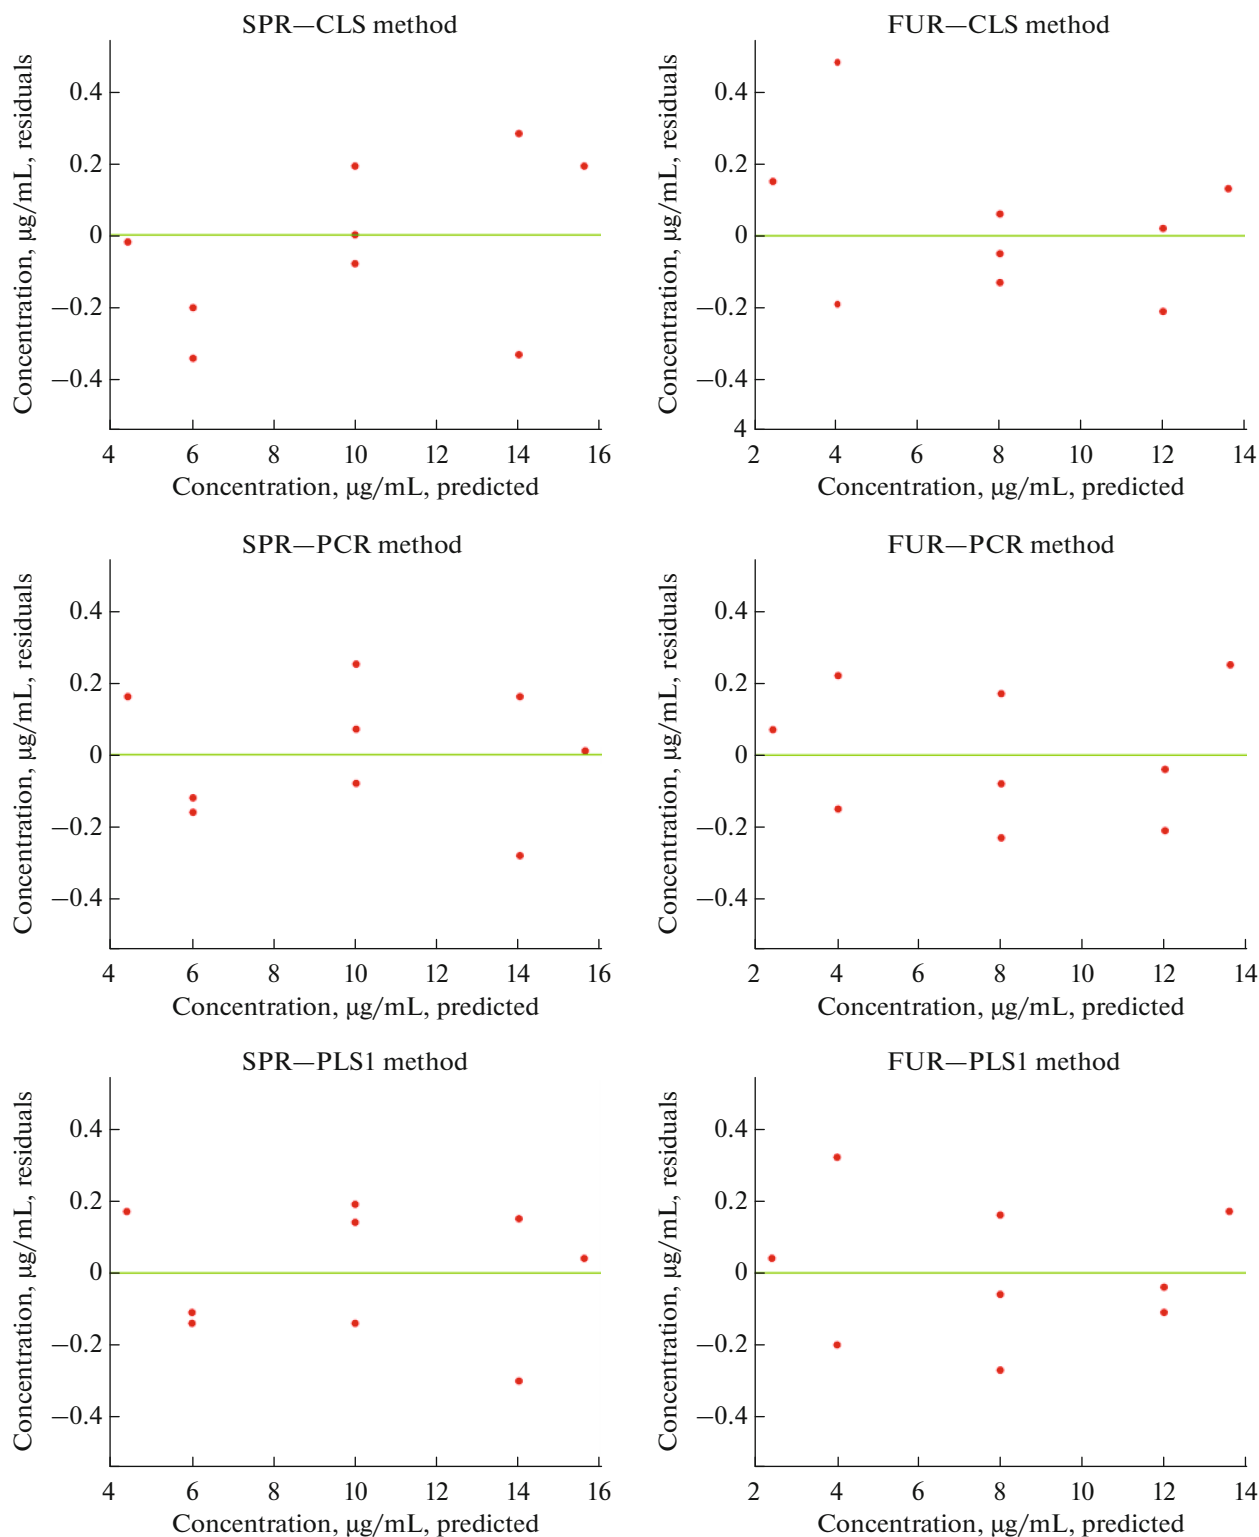 SPR—CLS method
Concentration, µg/mL, residuals
0.4
0.2
0
—0.2
—0.4
4 6 8 10 12 14 16
Concentration, µg/mL, predicted
FUR—CLS method
Concentration, µg/mL, residuals
0.4
0.2
0
—0.2
—0.4
4
2 4 6 8 10 12 14
Concentration, µg/mL, predicted
SPR—PCR method
Concentration, µg/mL, residuals
0.4
0.2
0
—0.2
—0.4
4 6 8 10 12 14 16
Concentration, µg/mL, predicted
FUR—PCR method
Concentration, µg/mL, residuals
0.4
0.2
0
—0.2
—0.4
2 4 6 8 10 12 14
Concentration, µg/mL, predicted
SPR—PLS1 method
Concentration, µg/mL, residuals
0.4
0.2
0
—0.2
—0.4
4 6 8 10 12 14 16
Concentration, µg/mL, predicted
FUR—PLS1 method
Concentration, µg/mL, residuals
0.4
0.2
0
—0.2
—0.4
2 4 6 8 10 12 14
Concentration, µg/mL, predicted